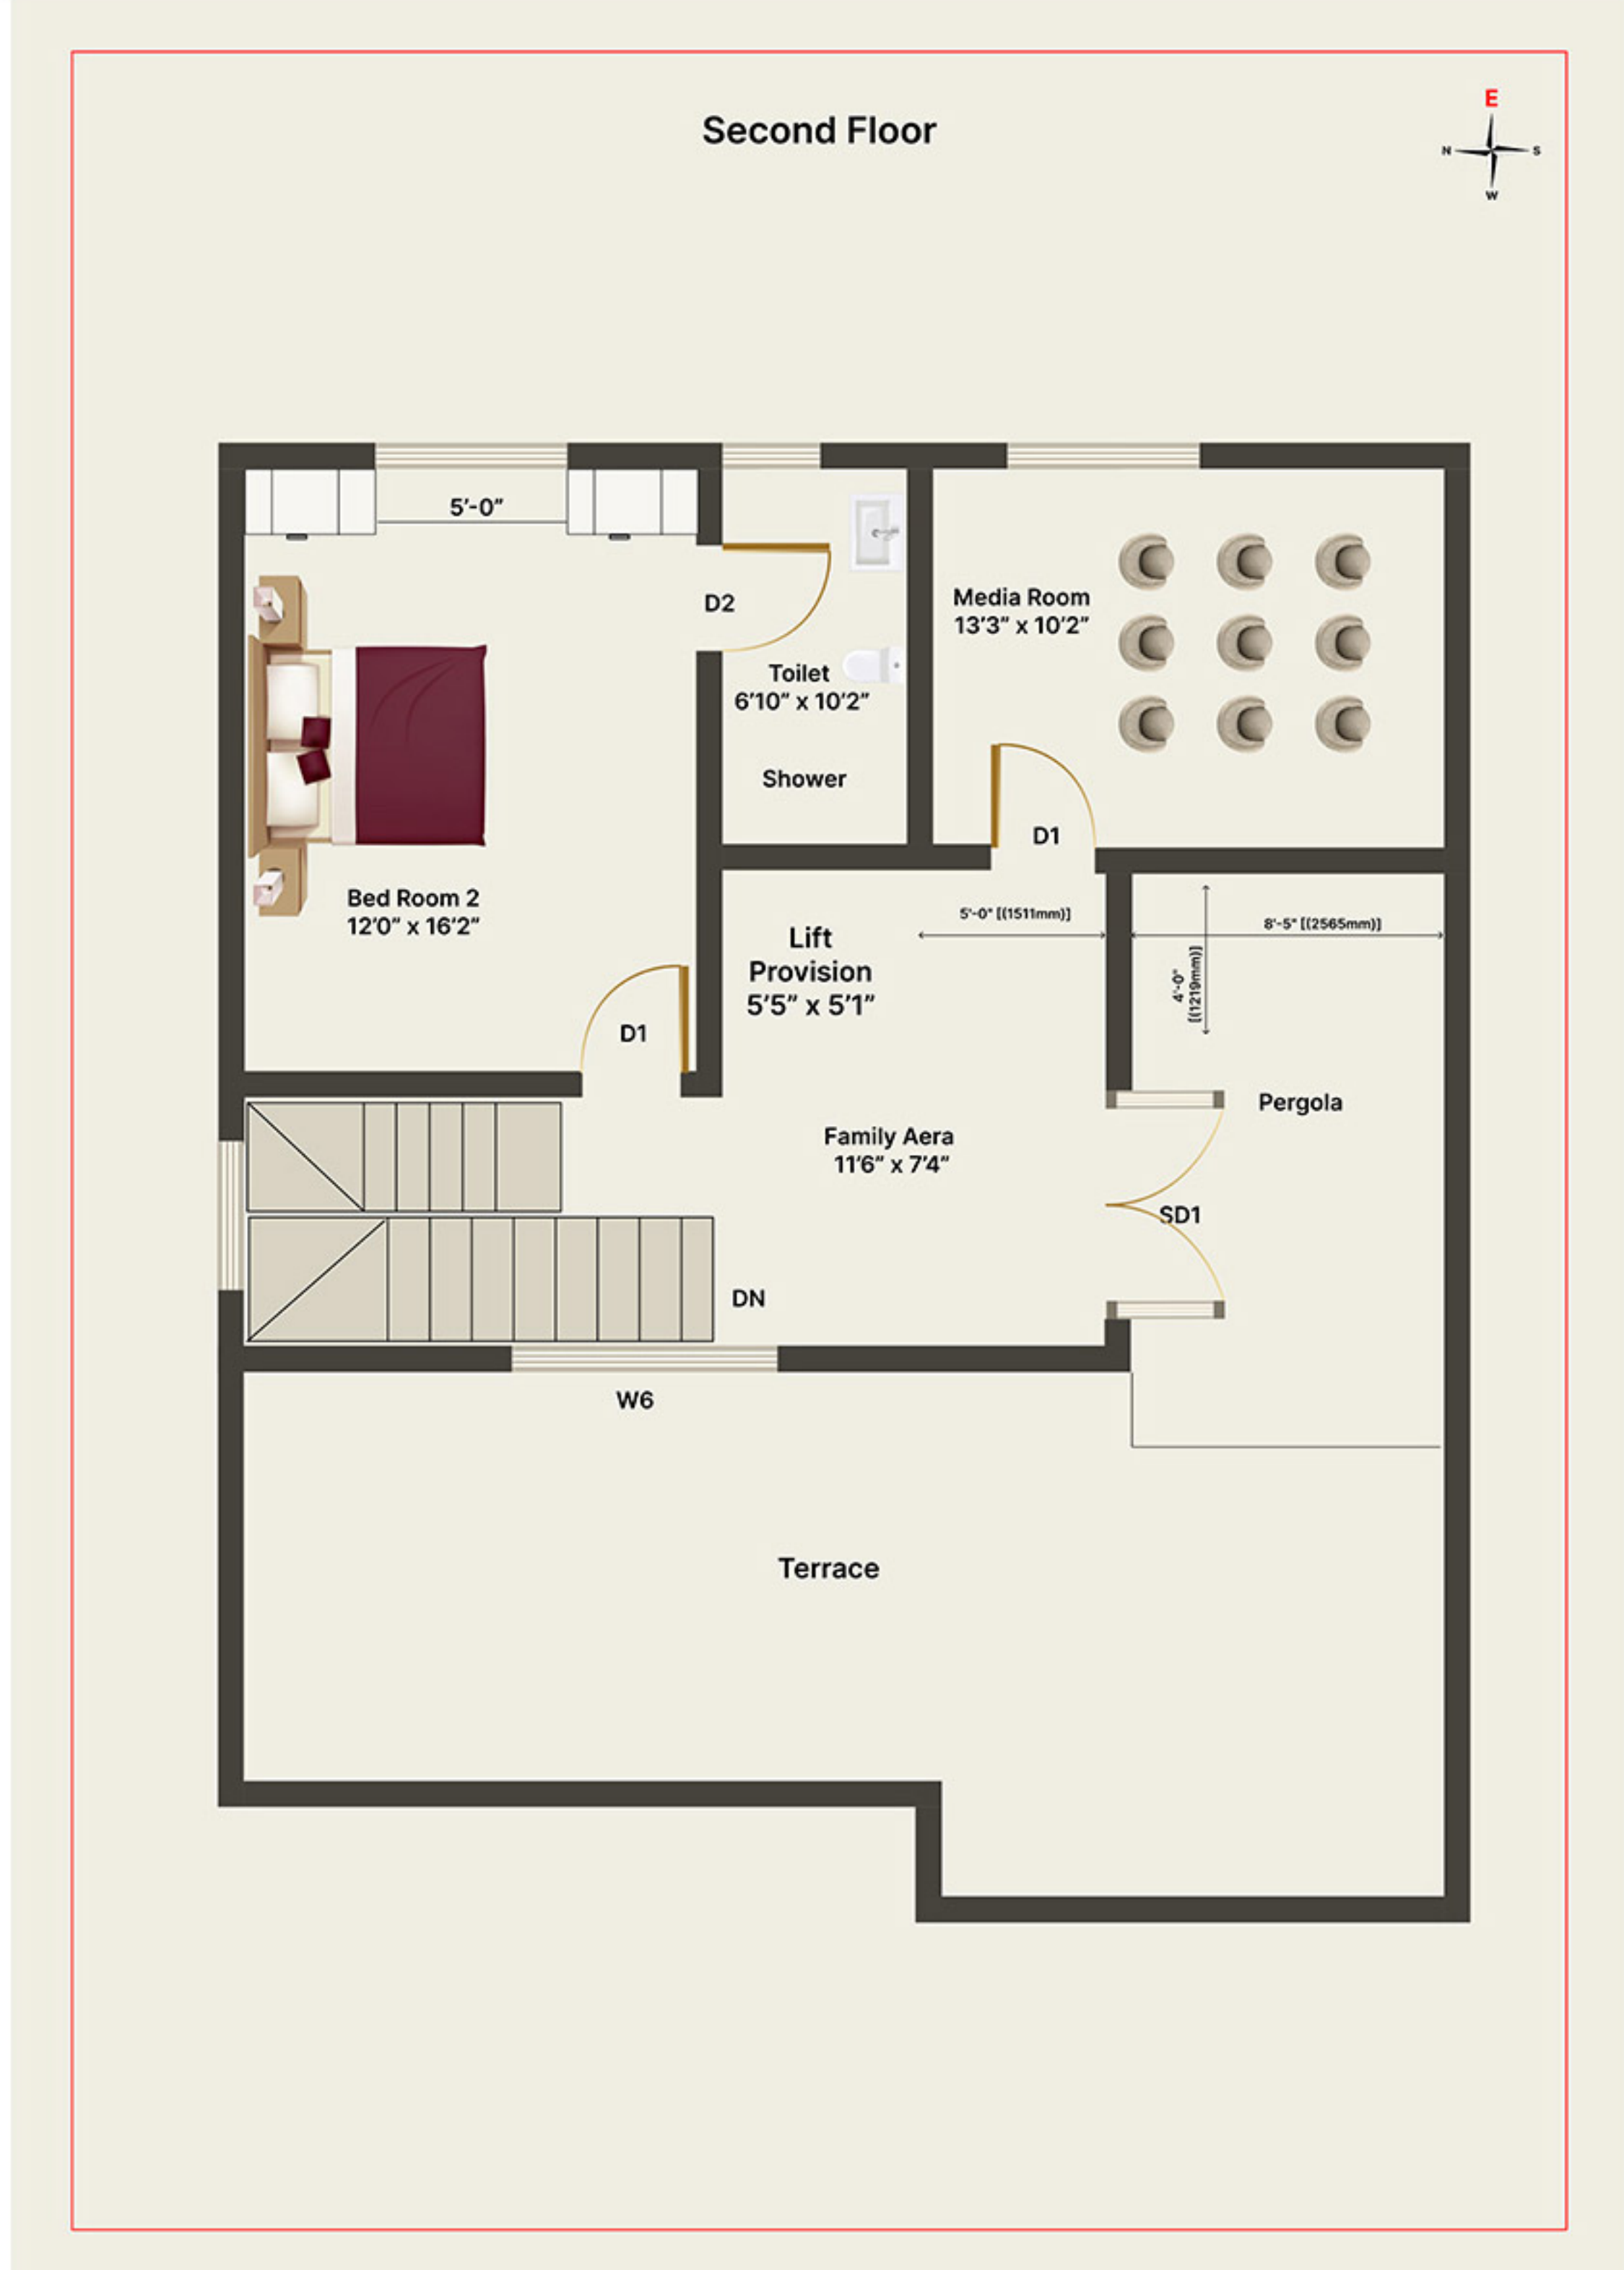 Second Floor
E
N
S
W
5'-0"
D2
Media Room
13'3" x 10'2"
Toilet
6'10" x 10'2"
Shower
D1
Bed Room 2
12'0" x 16'2"
5'-0" [(1511mm)]
8'-5" [(2565mm)]
Lift
Provision
5'5" x 5'1"
4'-0"
[(1219mm)]
D1
Pergola
Family Aera
11'6" x 7'4"
SD1
DN
W6
Terrace